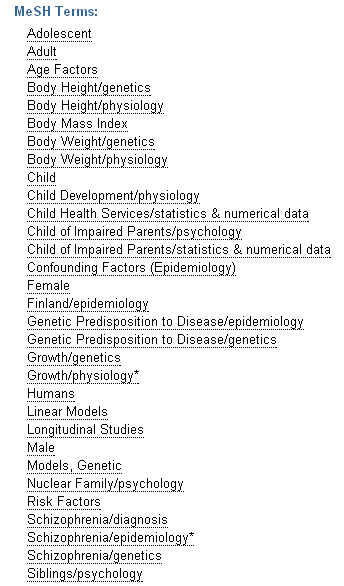 MeSH Terms:
Adolescent
Adult
Age Factors
Body Height/genetics
Body Height/physiology
Body Mass Index
Body Weight/genetics
Body Weight/physiology
Child
Child Development/physiology
Child Health Services/statistics & numerical data
Child of Impaired Parents/psychology
Child of Impaired Parents/statistics & numerical data
Confounding Factors (Epidemiology)
Female
Finland/epidemiology
Genetic Predisposition to Disease/epidemiology
Genetic Predisposition to Disease/genetics
Growth/genetics
Growth/physiology*
Humans
Linear Models
Longitudinal Studies
Male
Models, Genetic
Nuclear Family/psychology
Risk Factors
Schizophrenia/diagnosis
Schizophrenia/epidemiology*
Schizophrenia/genetics
Siblings/psychology